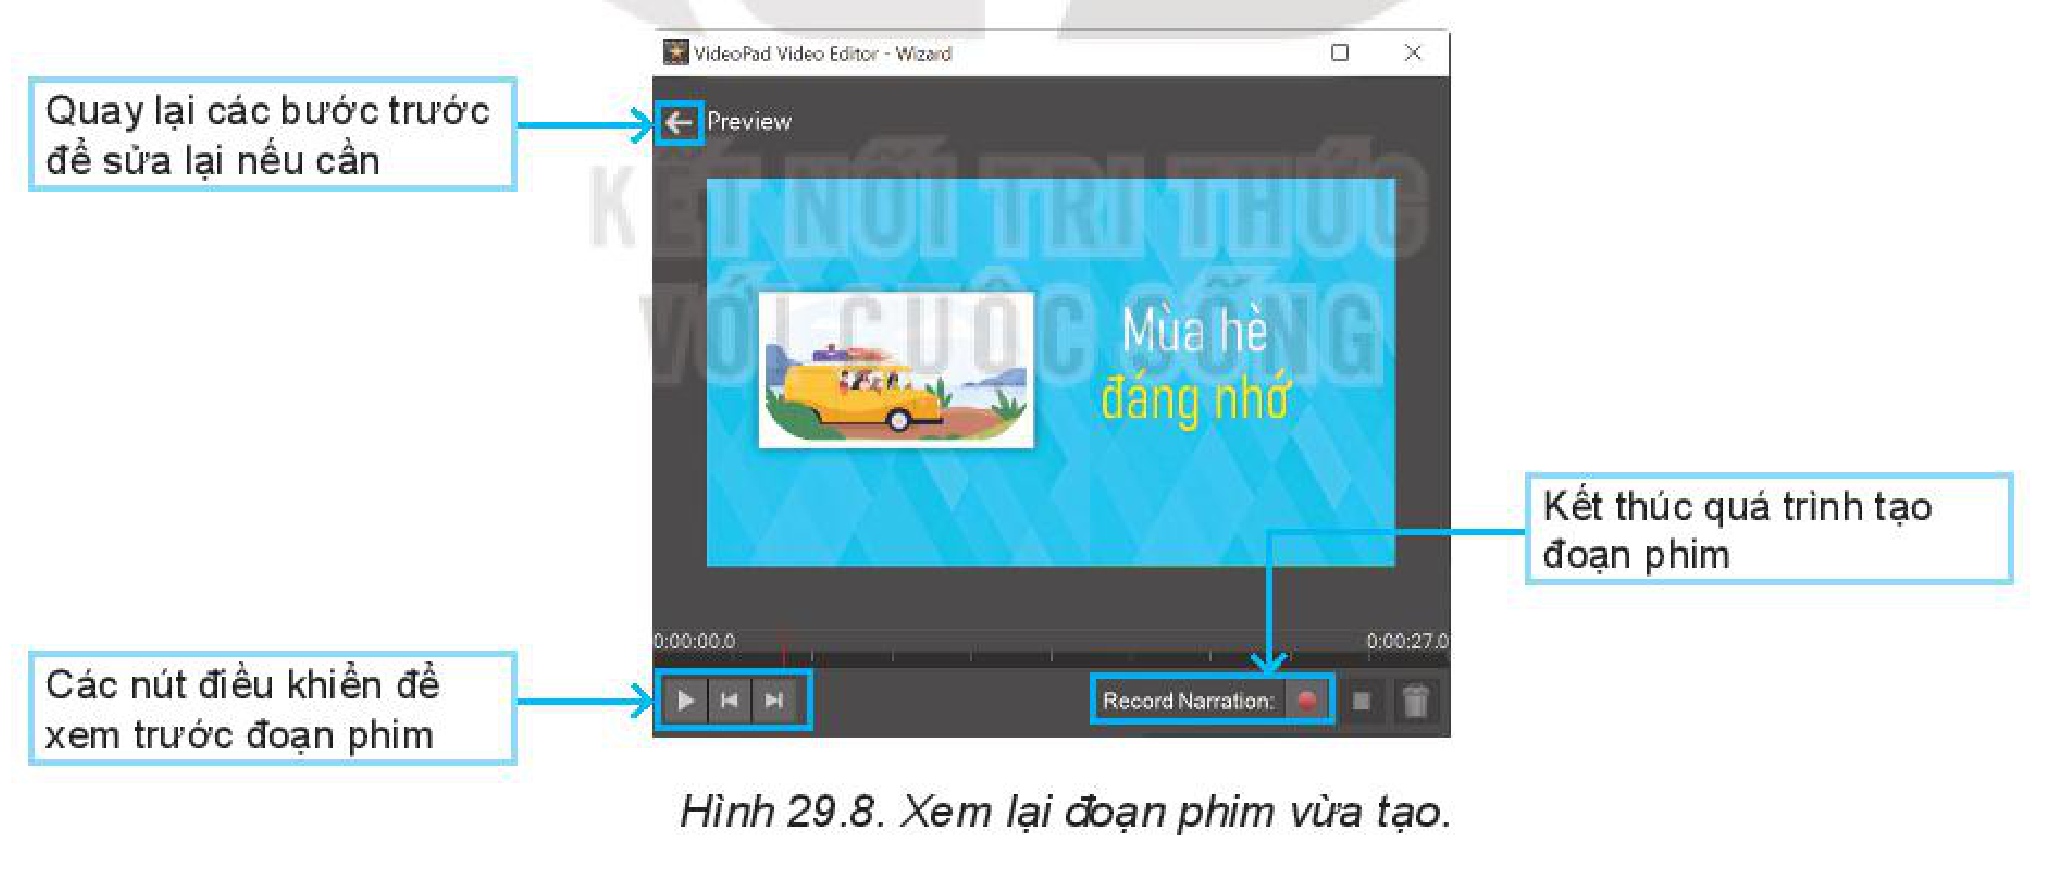 VideoPad Video Editor - Wizard
Quay lại các bước trước
để sửa lại nếu cần
Preview
KẾT NỐI TRI THỨC
VỚI CUỘC SỐNG
Mùa hè
đáng nhớ
Kết thúc quá trình tạo
đoạn phim
0:00:00.0
0:00:27.0
Các nút điều khiển để
xem trước đoạn phim
Record Narration:
Hình 29.8. Xem lại đoạn phim vừa tạo.